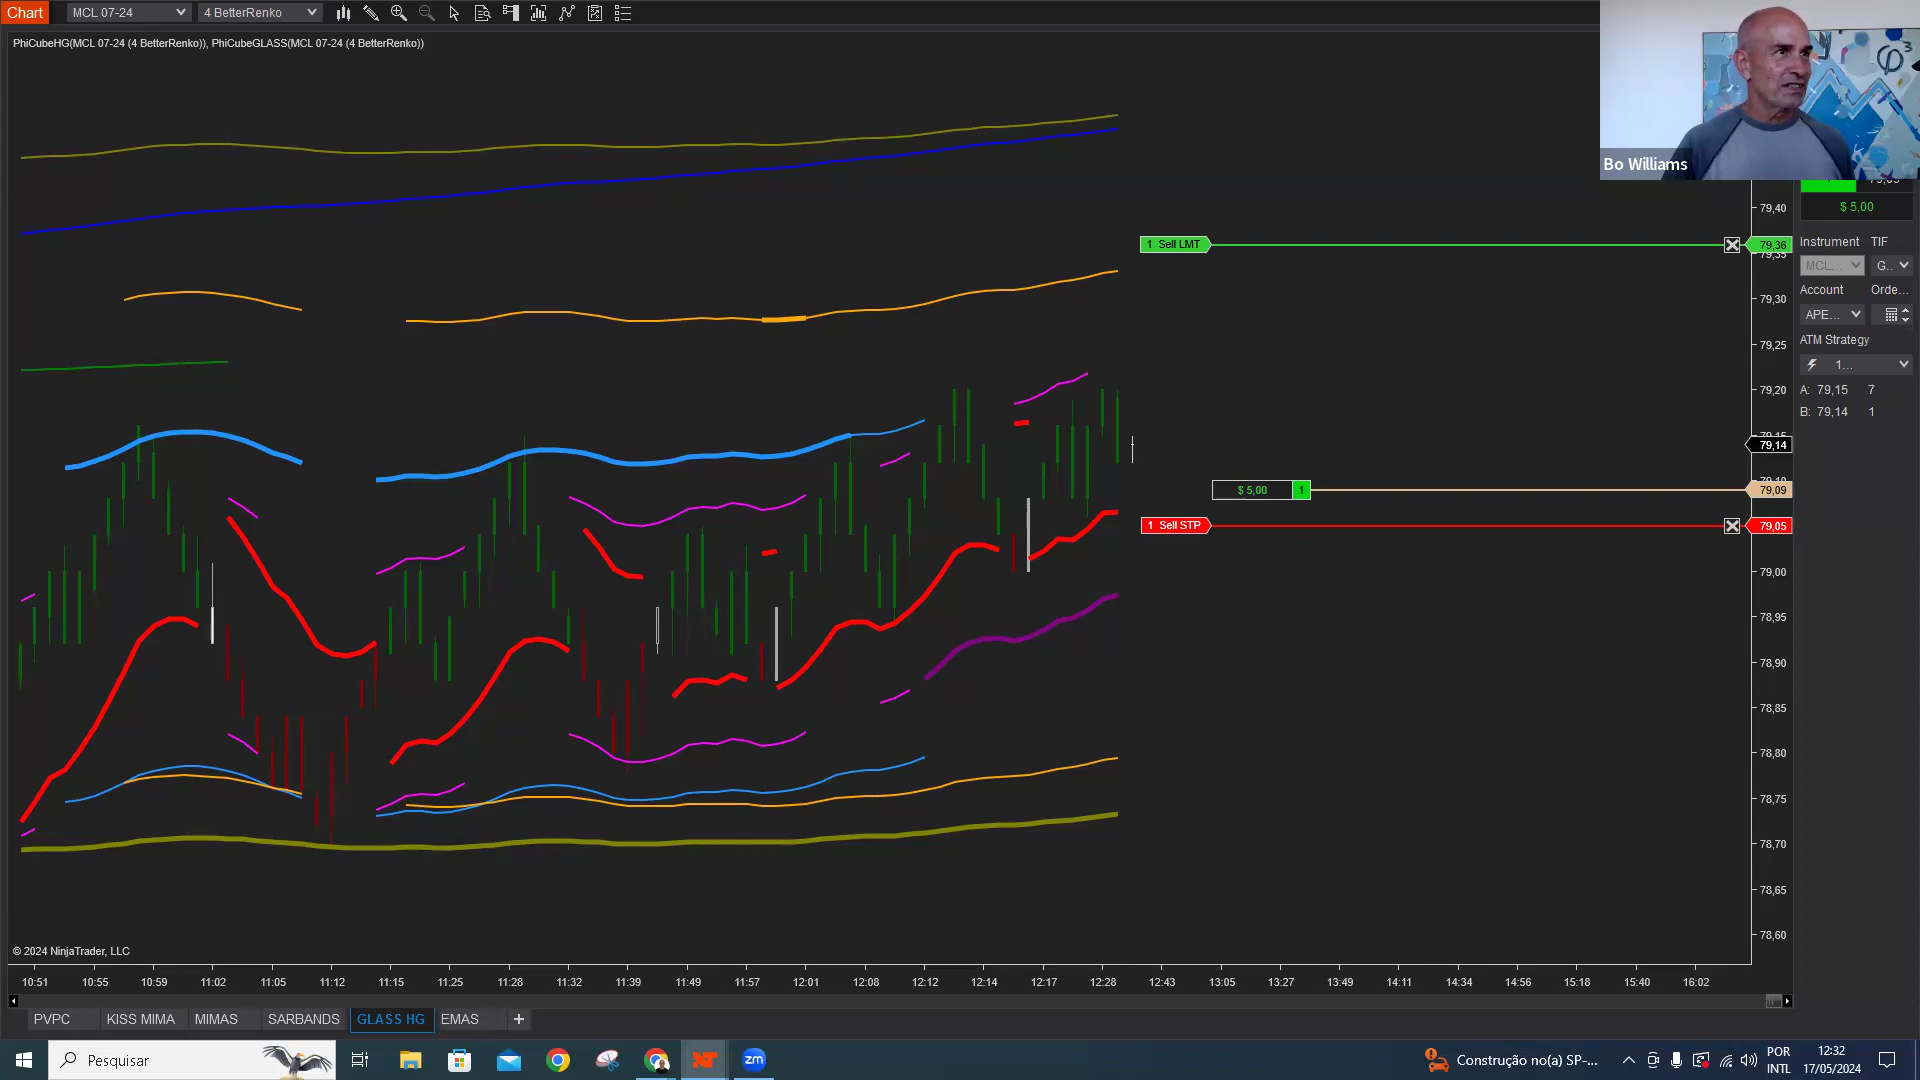 Chart
MCL 07-24
4 BetterRenko
PhiCubeHG(MCL 07-24 (4 BetterRenko)), PhiCubeGLASS(MCL 07-24 (4 BetterRenko))
φ³
Bo Williams
$ 5,00
Instrument TIF
MCL... G..
Account Orde...
APE...
ATM Strategy
1...
A: 79,15 7
B: 79,14 1
79,40
1 Sell LMT
79,36
79,35
79,30
79,25
79,20
79,15
79,14
79,10
$ 5,00 1
79,09
1 Sell STP
79,05
79,00
78,95
78,90
78,85
78,80
78,75
78,70
78,65
78,60
© 2024 NinjaTrader, LLC
10:51 10:55 10:59 11:02 11:05 11:12 11:15 11:25 11:28 11:32 11:39 11:49 11:57 12:01 12:08 12:12 12:14 12:17 12:28 12:43 13:05 13:27 13:49 14:11 14:34 14:56 15:18 15:40 16:02
PVPC KISS MIMA MIMAS SARBANDS GLASS HG EMAS +
Pesquisar
zm
Construção no(a) SP-...
POR
INTL
12:32
17/05/2024